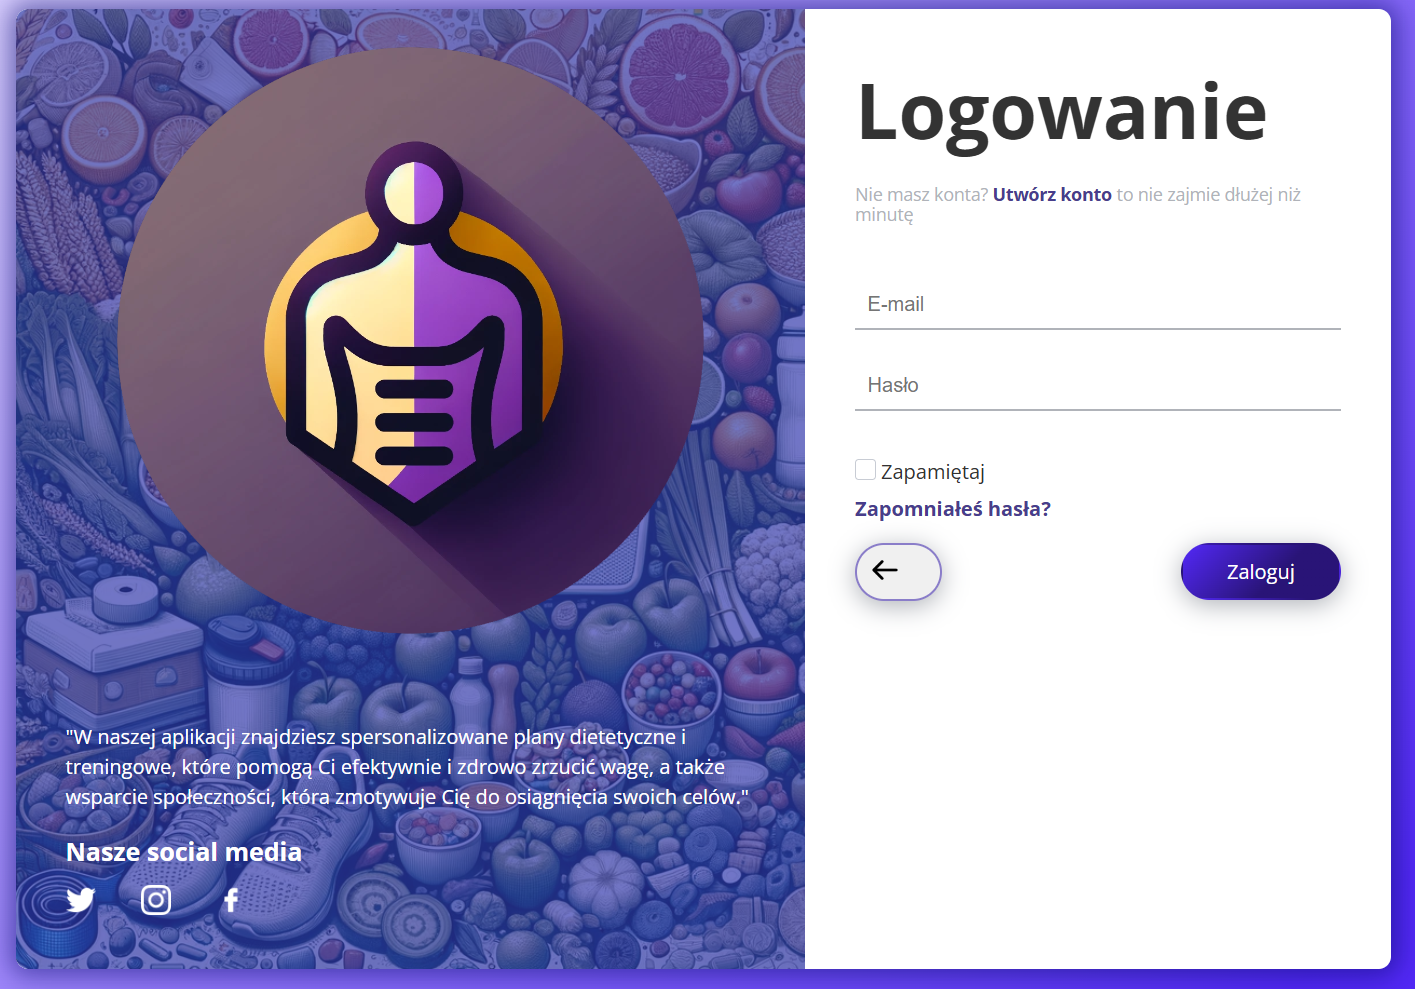 Logowanie
Nie masz konta? Utwórz konto to nie zajmie dłużej niż
minutę
E-mail
Hasło
Zapamiętaj
Zapomniałeś hasła?
Zaloguj
"W naszej aplikacji znajdziesz spersonalizowane plany dietetyczne i
treningowe, które pomogą Ci efektywnie i zdrowo zrzucić wagę, a także
wsparcie społeczności, która zmotywuje Cię do osiągnięcia swoich celów."
Nasze social media